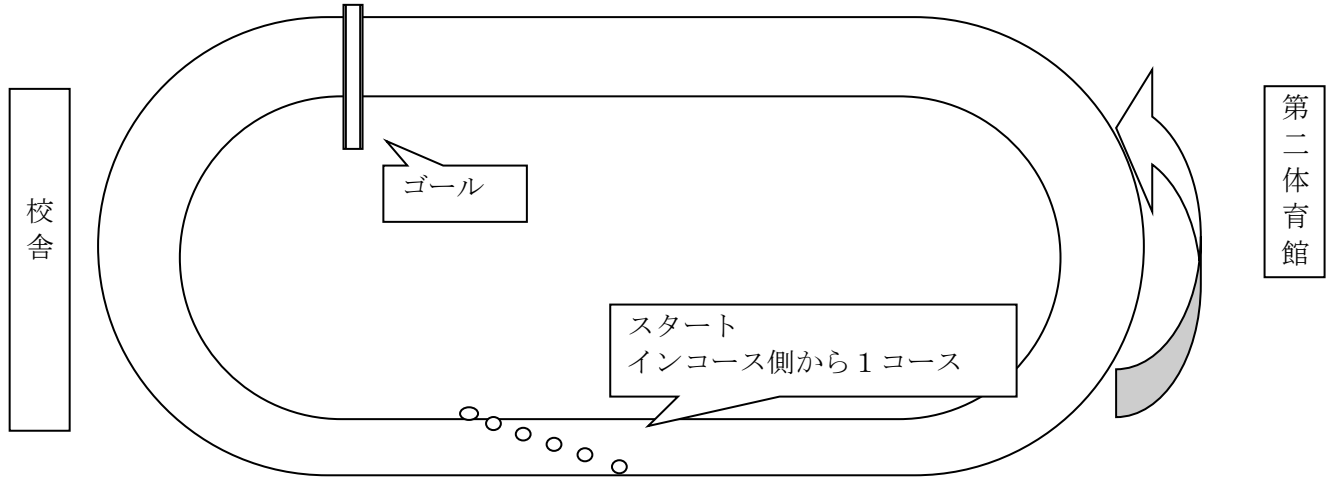 校舎
ゴール
スタート
インコース側から１コース
第二体育館